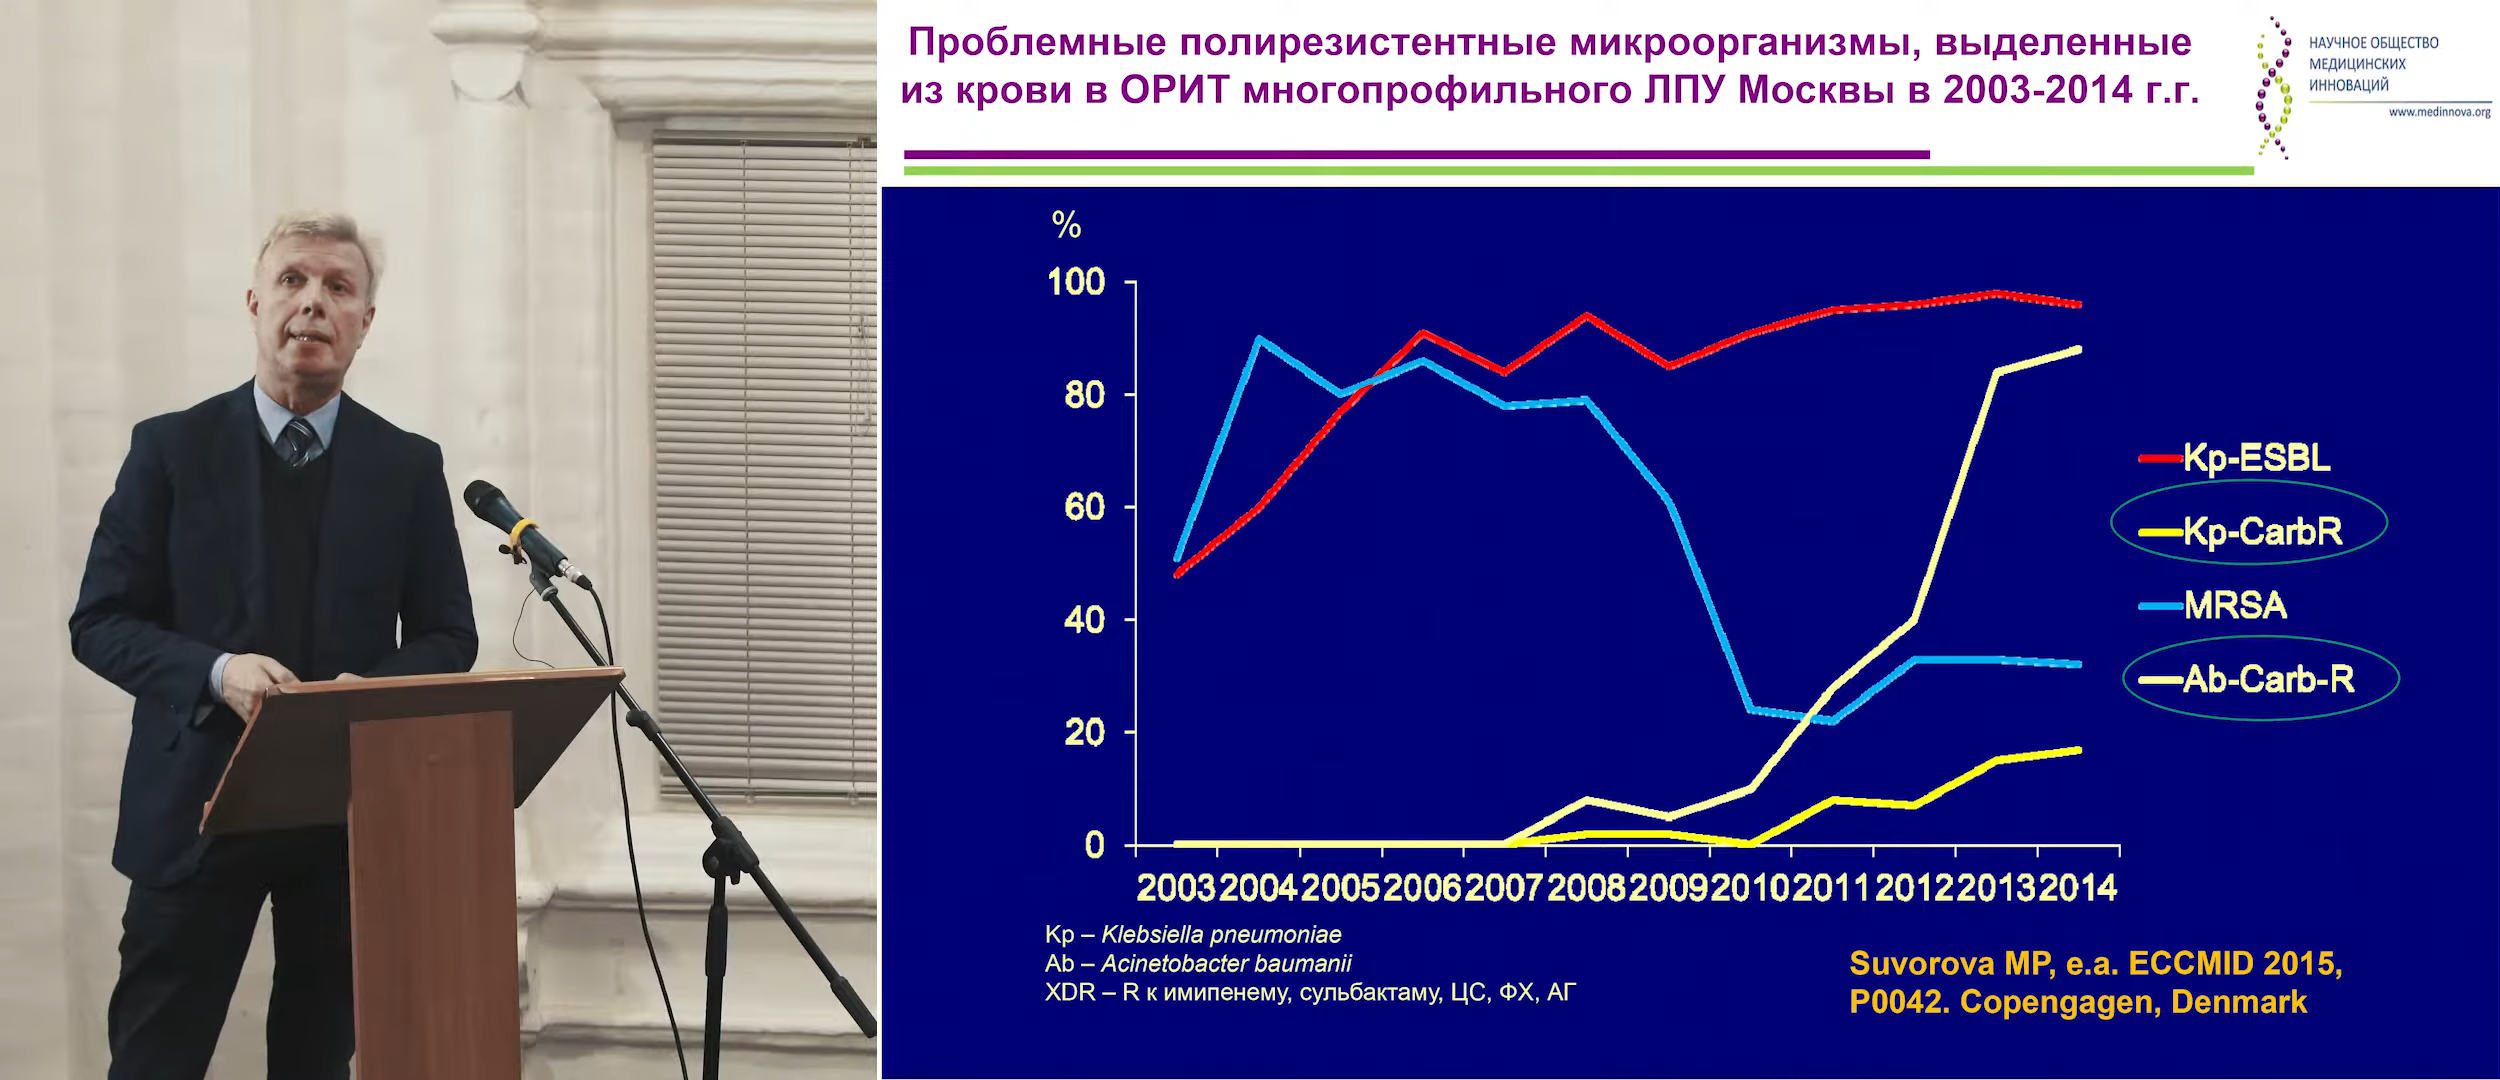 Проблемные полирезистентные микроорганизмы, выделенные
из крови в ОРИТ многопрофильного ЛПУ Москвы в 2003-2014 г.г.
НАУЧНОЕ ОБЩЕСТВО
МЕДИЦИНСКИХ
ИННОВАЦИЙ
www.medinnova.org
%
100
80
60
40
20
0
2003 2004 2005 2006 2007 2008 2009 2010 2011 2012 2013 2014
Kp-ESBL
Kp-CarbR
MRSA
Ab-Carb-R
Kp – Klebsiella pneumoniae
Ab – Acinetobacter baumanii
XDR – R к имипенему, сульбактаму, ЦС, ФХ, АГ
Suvorova MP, e.a. ECCMID 2015,
P0042. Copengagen, Denmark